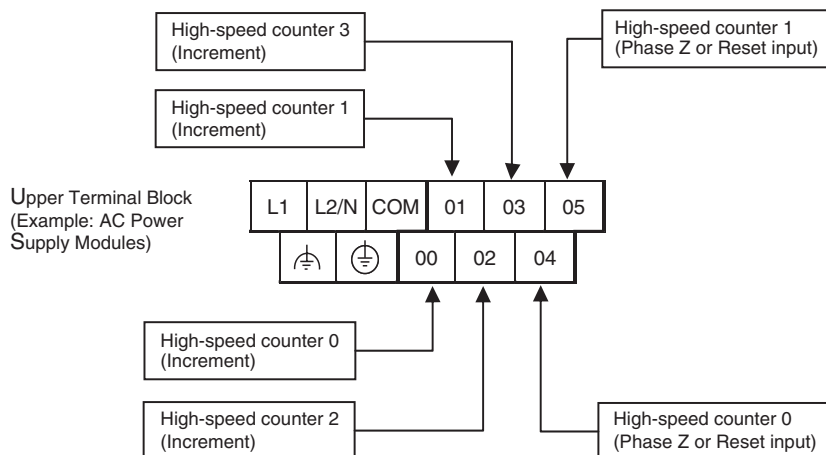 High-speed counter 3
(Increment)
High-speed counter 1
(Phase Z or Reset input)
High-speed counter 1
(Increment)
Upper Terminal Block
(Example: AC Power
Supply Modules)
L1 L2/N COM 01 03 05
00 02 04
High-speed counter 0
(Increment)
High-speed counter 2
(Increment)
High-speed counter 0
(Phase Z or Reset input)